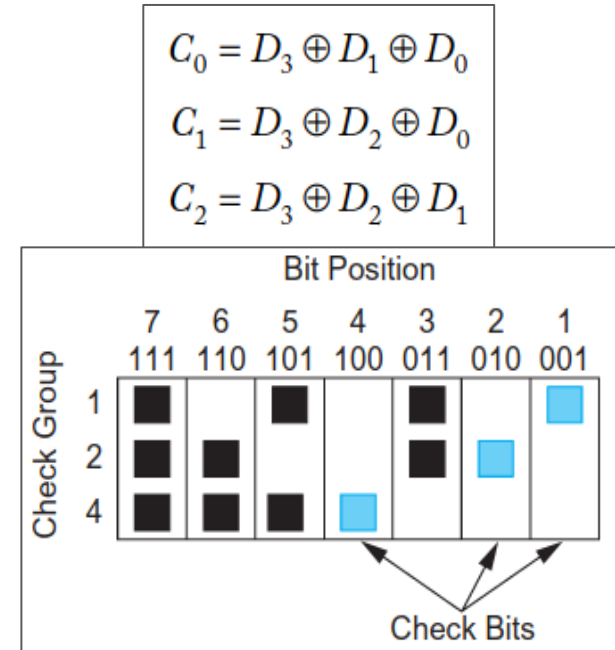 C₀ = D₃ ⊕ D₁ ⊕ D₀
C₁ = D₃ ⊕ D₂ ⊕ D₀
C₂ = D₃ ⊕ D₂ ⊕ D₁
Bit Position
7 6 5 4 3 2 1
111 110 101 100 011 010 001
Check Group
1
2
4
Check Bits